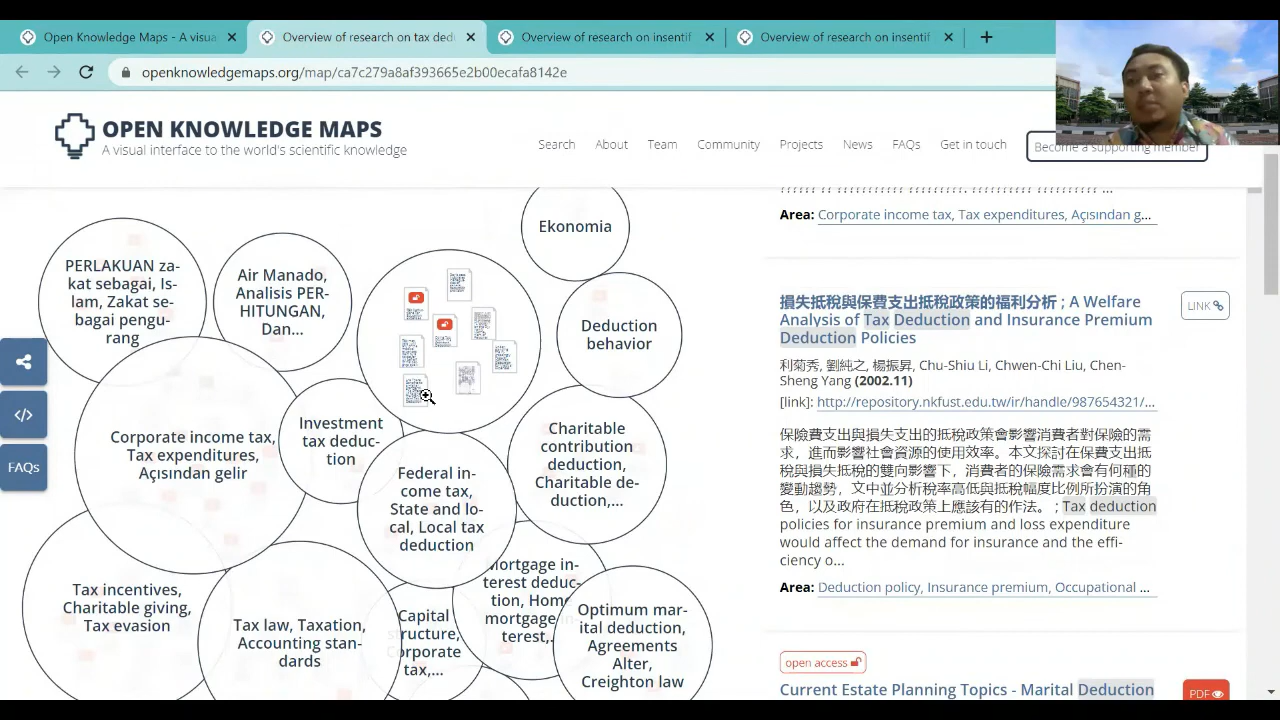 Open Knowledge Maps - A visua
Overview of research on tax ded
Overview of research on insentif
Overview of research on insentif
openknowledgemaps.org/map/ca7c279a8af393665e2b00ecafa8142e
OPEN KNOWLEDGE MAPS
A visual interface to the world's scientific knowledge
Search About Team Community Projects News FAQs Get in touch
Become a supporting member
FAQs
Ekonomia
PERLAKUAN za-
kat sebagai, Is-
lam, Zakat se-
bagai pengu-
rang
Air Manado,
Analisis PER-
HITUNGAN,
Dan...
Deduction
behavior
Corporate income tax,
Tax expenditures,
Açısından gelir
Investment
tax deduc-
tion
Federal in-
come tax,
State and lo-
cal, Local tax
deduction
Charitable
contribution
deduction,
Charitable de-
duction,...
Tax incentives,
Charitable giving,
Tax evasion
Tax law, Taxation,
Accounting stan-
dards
Capital
structure,
Corporate
tax,...
Mortgage in-
terest deduc-
tion, Home
mortgage in-
terest,..
Optimum mar-
ital deduction,
Agreements
Alter,
Creighton law
Area: Corporate income tax, Tax expenditures, Açısından g...
損失抵稅與保費支出抵稅政策的福利分析 ; A Welfare
Analysis of Tax Deduction and Insurance Premium
Deduction Policies
LINK
利菊秀, 劉純之, 楊振昇, Chu-Shiu Li, Chwen-Chi Liu, Chen-
Sheng Yang (2002.11)
[link]: http://repository.nkfust.edu.tw/ir/handle/987654321/...
保險費支出與損失支出的抵稅政策會影響消費者對保險的需
求，進而影響社會資源的使用效率。本文探討在保費支出抵
稅與損失抵稅的雙向影響下，消費者的保險需求會有何種的
變動趨勢，文中並分析稅率高低與抵稅幅度比例所扮演的角
色，以及政府在抵稅政策上應該有的作法。 ; Tax deduction
policies for insurance premium and loss expenditure
would affect the demand for insurance and the effi-
ciency o...
Area: Deduction policy, Insurance premium, Occupational ...
open access
Current Estate Planning Topics - Marital Deduction
PDF